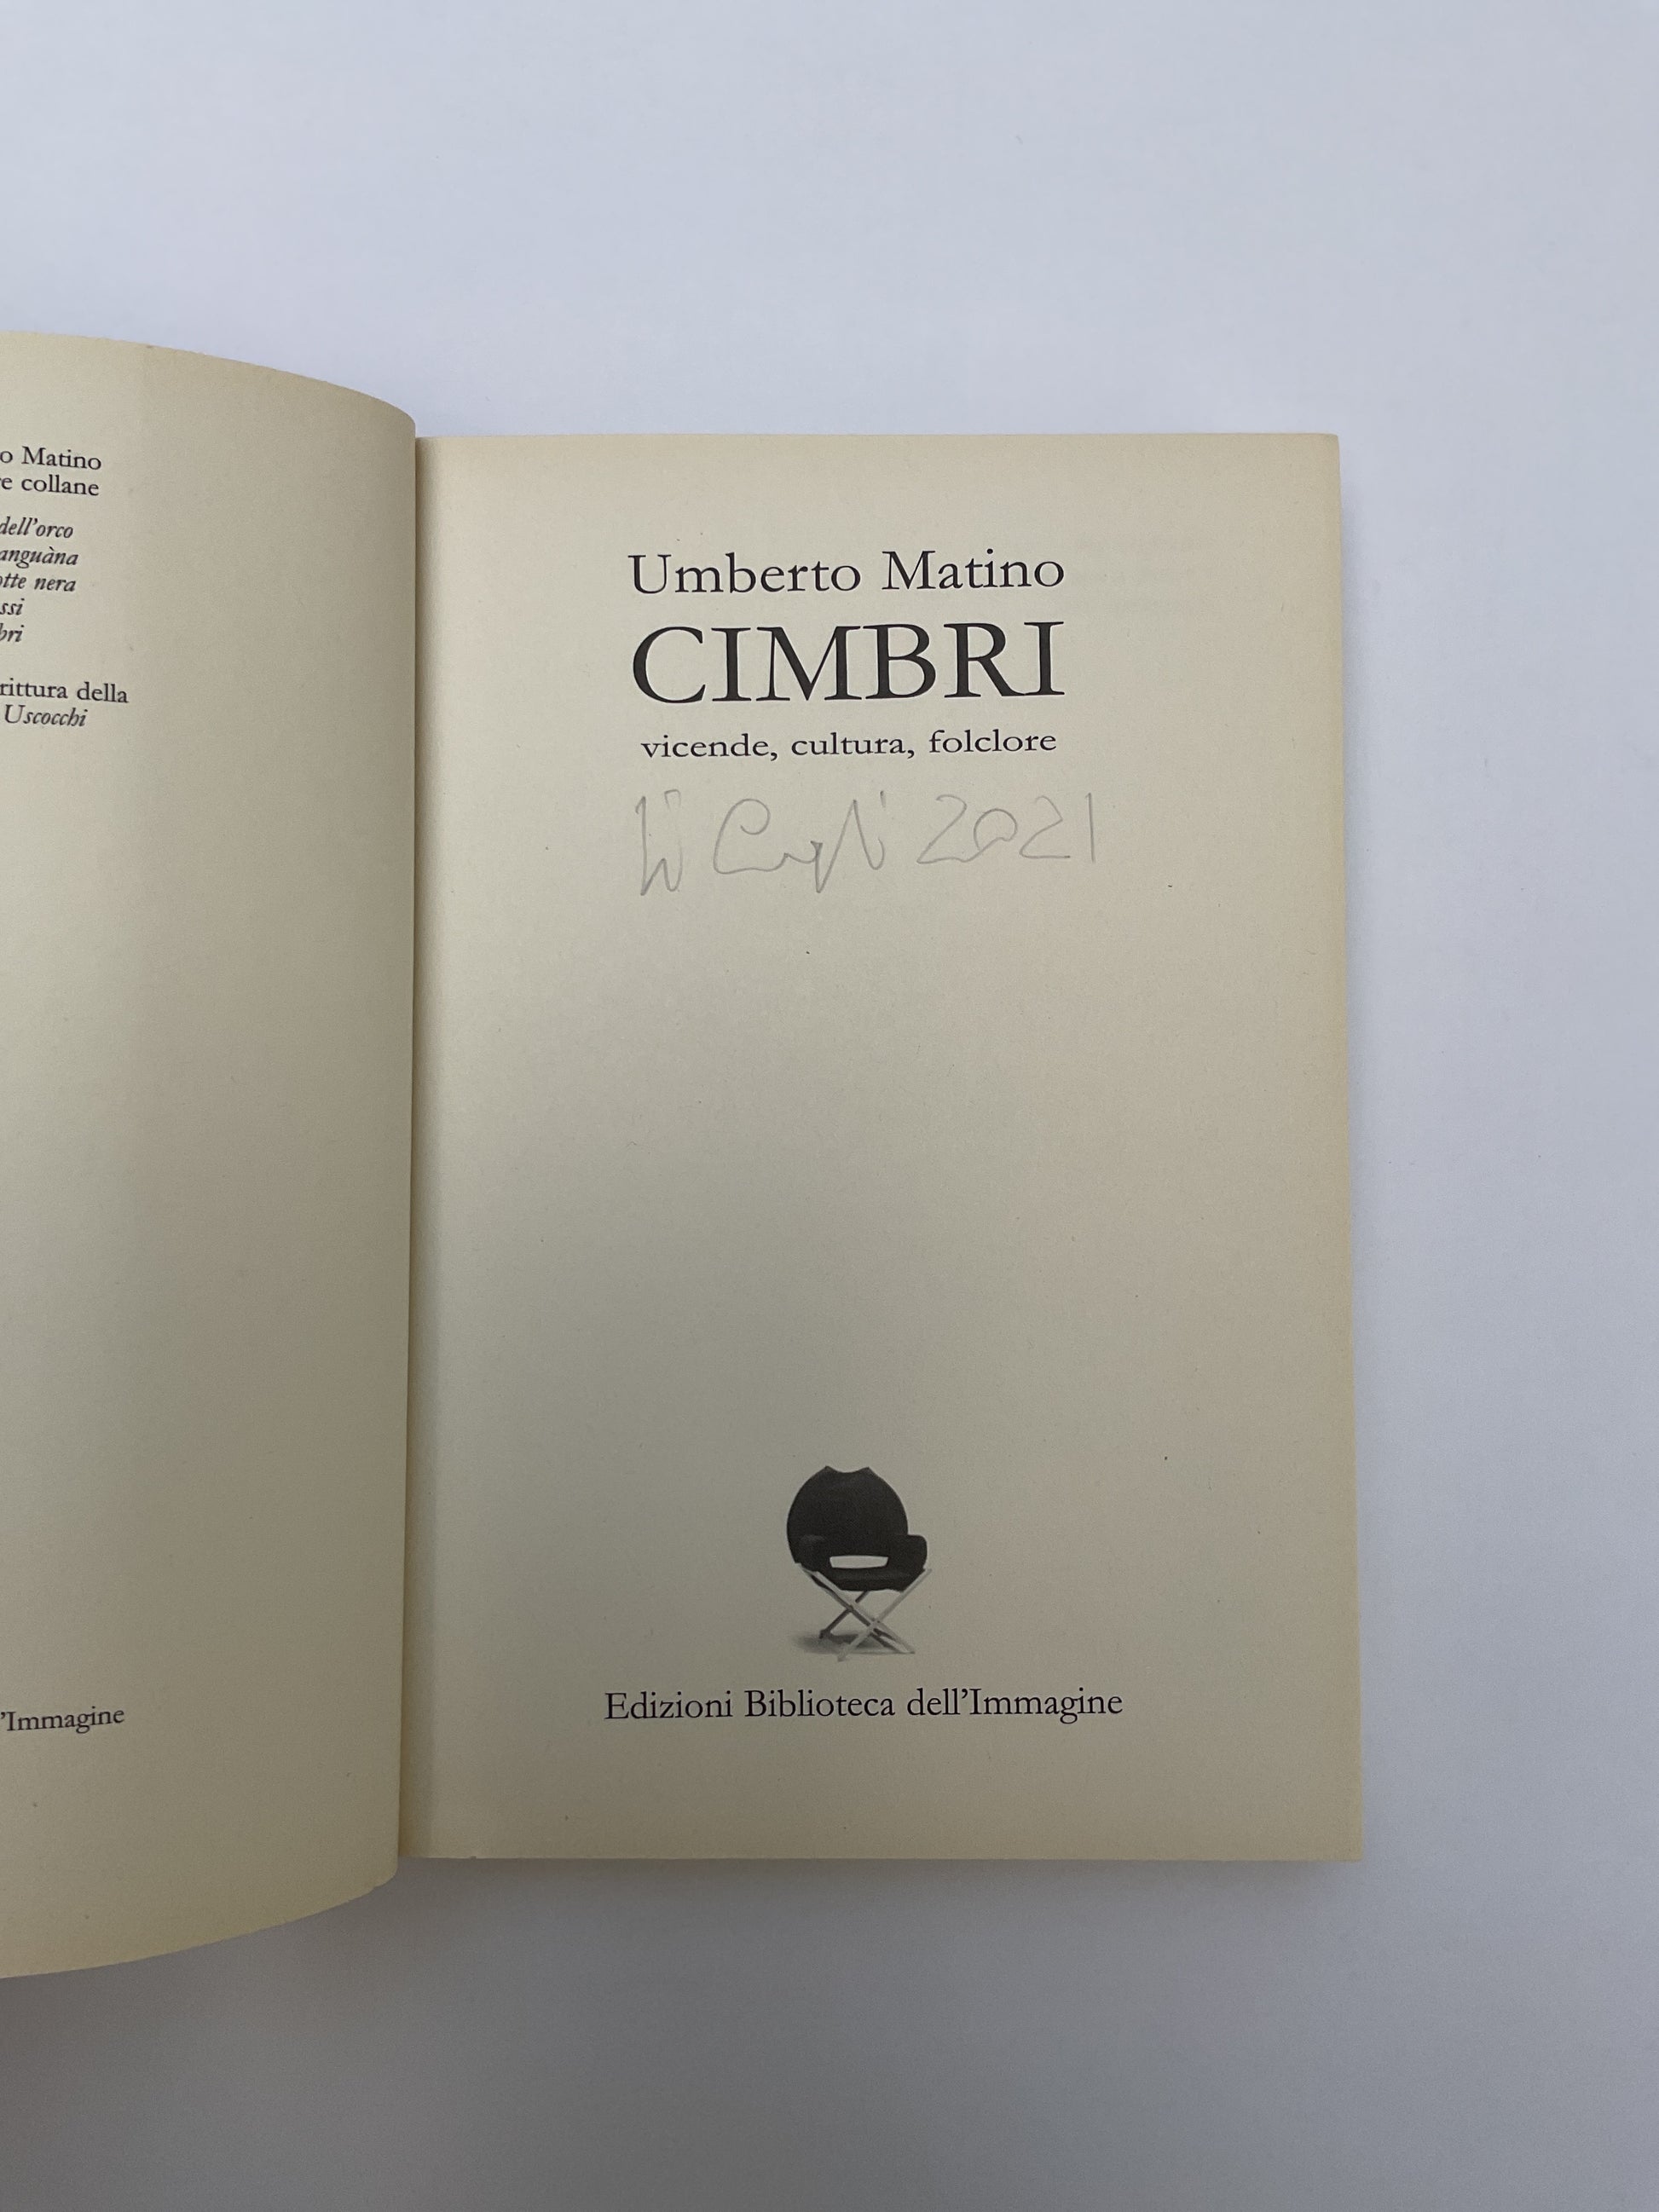 o Matino
e collane
dell'orco
anguàna
otte nera
ssi
bri
rittura della
Uscocchi
'Immagine
Umberto Matino
CIMBRI
vicende, cultura, folclore
2021
Edizioni Biblioteca dell'Immagine